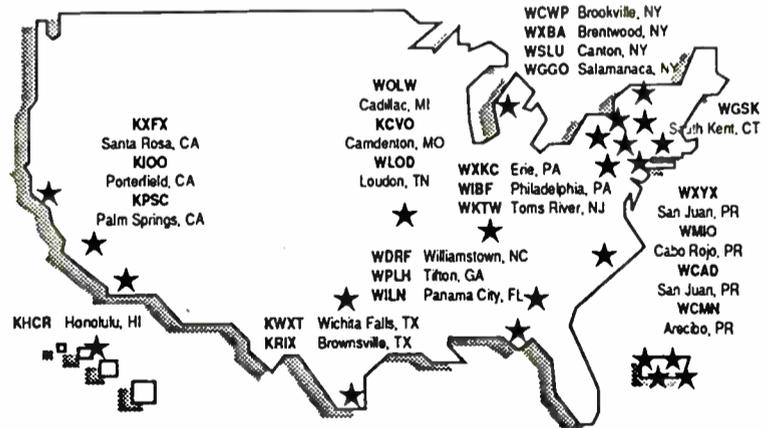 WCWP Brookville, NY
WXBA Brentwood, NY
WSLU Canton, NY
WGGO Salamanaca, NY
WGSK
South Kent, CT
WOLW
Cadillac, MI
KCVO
Camdenton, MO
WLOD
Loudon, TN
KXFX
Santa Rosa, CA
KIOO
Porterfield, CA
KPSC
Palm Springs, CA
WXKC Erie, PA
WIBF Philadelphia, PA
WKTW Toms River, NJ
WXYX
San Juan, PR
WMIO
Cabo Rojo, PR
WCAD
San Juan, PR
WCMN
Arecibo, PR
WDRF Williamstown, NC
WPLH Tifton, GA
WILN Panama City, FL
KHCR Honolulu, HI
KWXT Wichita Falls, TX
KRIX Brownsville, TX